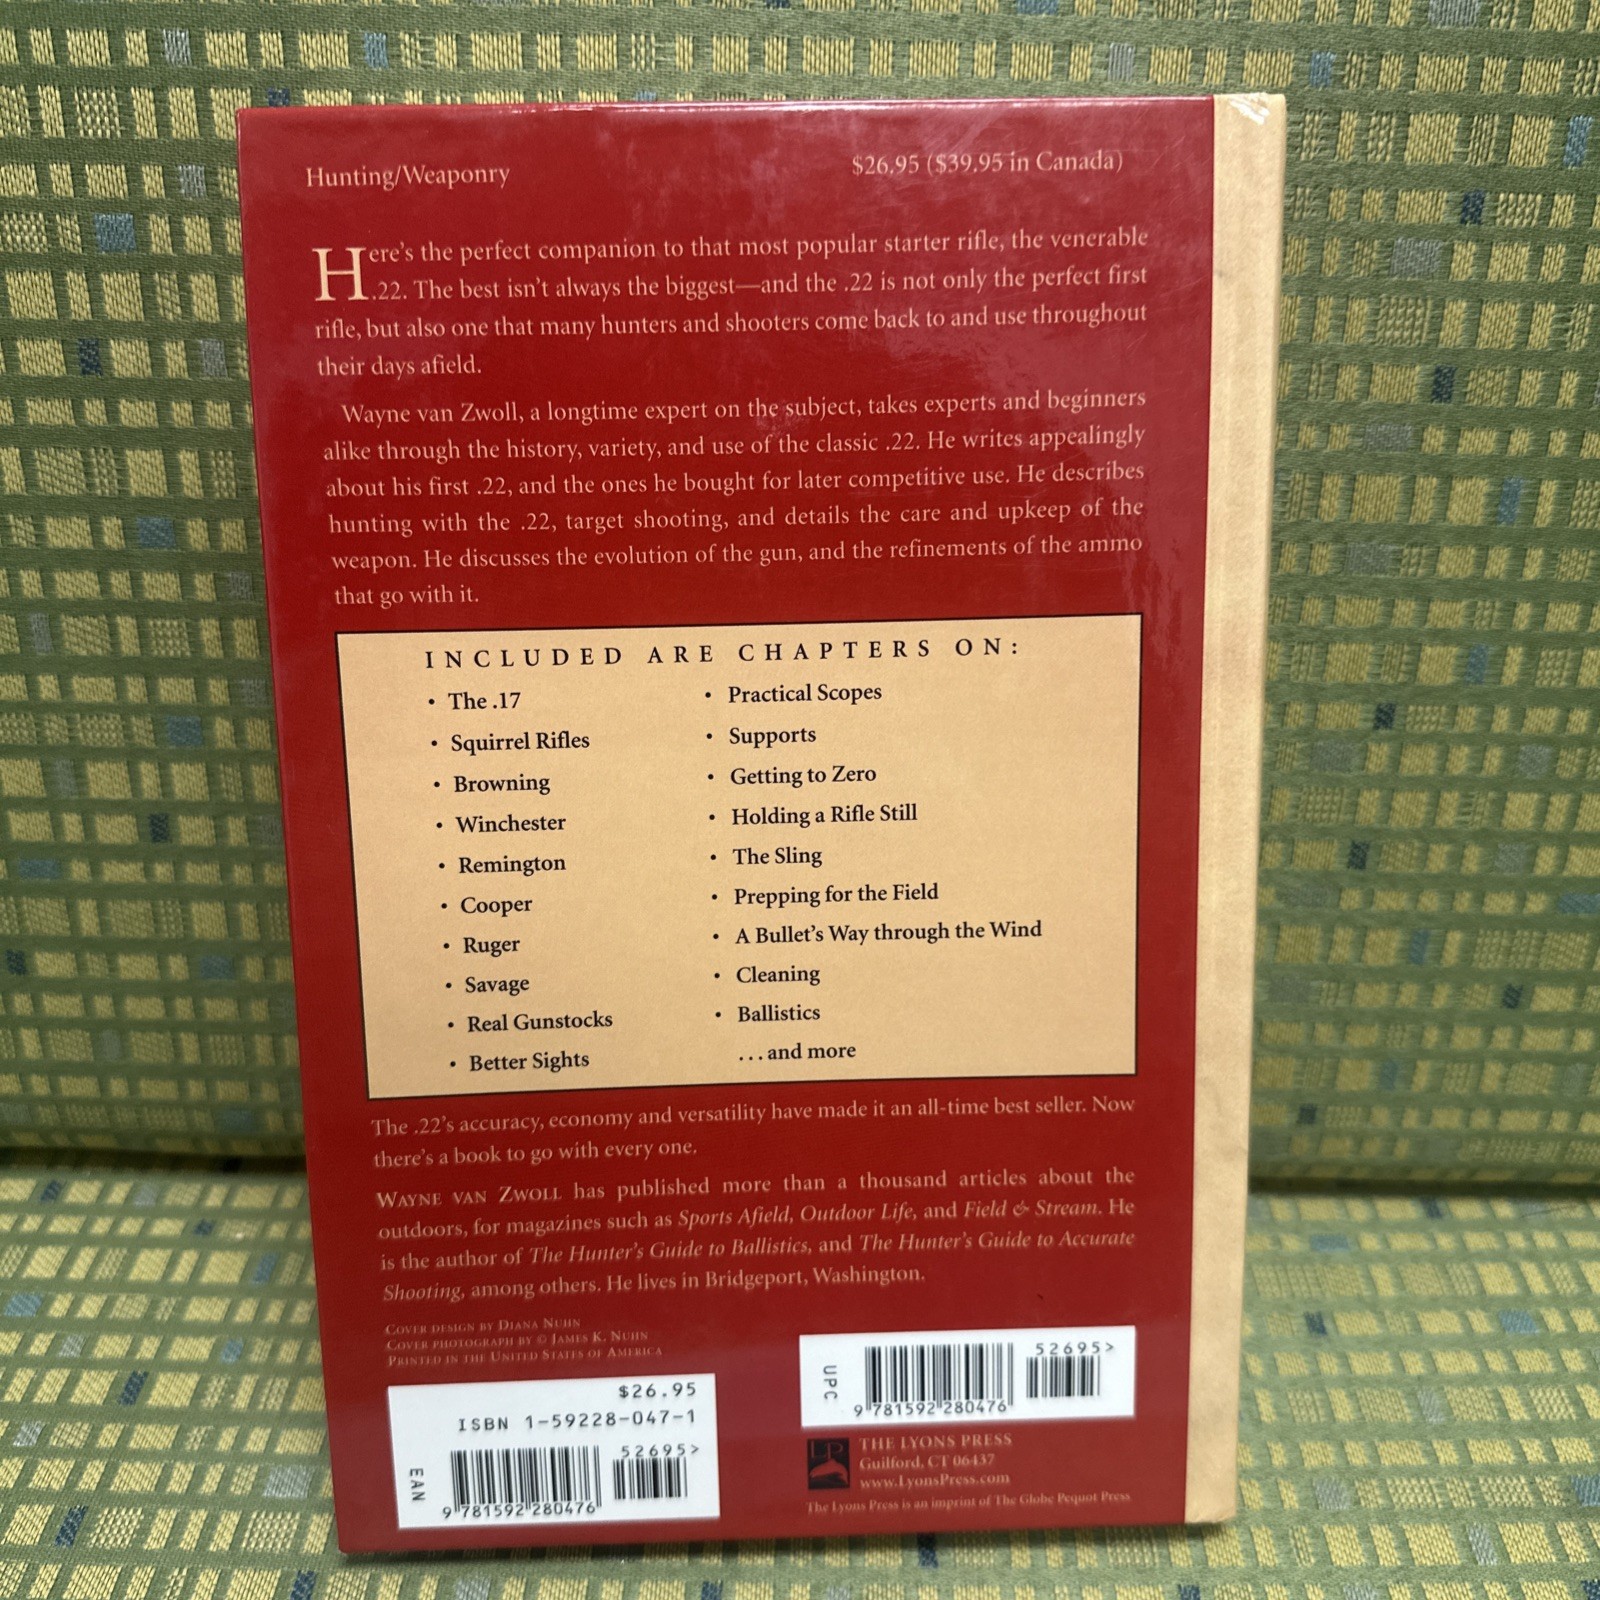 Hunting/Weaponry
$26.95 ($39.95 in Canada)
Here's the perfect companion to that most popular starter rifle, the venerable
.22. The best isn't always the biggest—and the .22 is not only the perfect first
rifle, but also one that many hunters and shooters come back to and use throughout
their days afield.
Wayne van Zwoll, a longtime expert on the subject, takes experts and beginners
alike through the history, variety, and use of the classic .22. He writes appealingly
about his first .22, and the ones he bought for later competitive use. He describes
hunting with the .22, target shooting, and details the care and upkeep of the
weapon. He discusses the evolution of the gun, and the refinements of the ammo
that go with it.
INCLUDED ARE CHAPTERS ON:
• The .17
• Squirrel Rifles
• Browning
• Winchester
• Remington
• Cooper
• Ruger
• Savage
• Real Gunstocks
• Better Sights
• Practical Scopes
• Supports
• Getting to Zero
• Holding a Rifle Still
• The Sling
• Prepping for the Field
• A Bullet's Way through the Wind
• Cleaning
• Ballistics
...and more
The .22's accuracy, economy and versatility have made it an all-time best seller. Now
there's a book to go with every one.
WAYNE VAN ZWOLL has published more than a thousand articles about the
outdoors, for magazines such as Sports Afield, Outdoor Life, and Field & Stream. He
is the author of The Hunter's Guide to Ballistics, and The Hunter's Guide to Accurate
Shooting, among others. He lives in Bridgeport, Washington.
COVER DESIGN BY DIANA NUHN
COVER PHOTOGRAPH BY © JAMES K. NUHN
PRINTED IN THE UNITED STATES OF AMERICA
$26.95
ISBN 1-59228-047-1
52695>
EAN
9 781592 280476
52695>
UPC
9 781592 280476
LP
THE LYONS PRESS
Guilford, CT 06437
www.LyonsPress.com
The Lyons Press is an imprint of The Globe Pequot Press